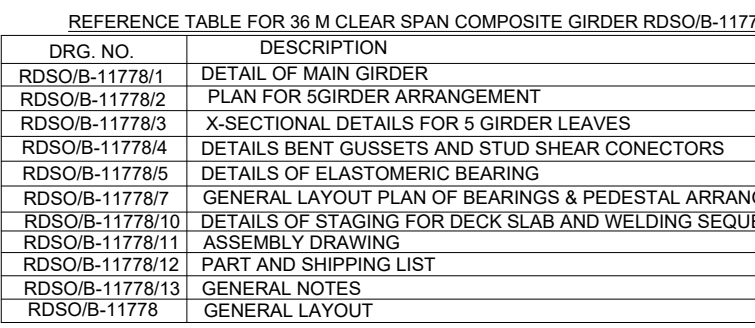 REFERENCE TABLE FOR 36 M CLEAR SPAN COMPOSITE GIRDER RDSO/B-1177
DRG. NO. DESCRIPTION
RDSO/B-11778/1 DETAIL OF MAIN GIRDER
RDSO/B-11778/2 PLAN FOR 5GIRDER ARRANGEMENT
RDSO/B-11778/3 X-SECTIONAL DETAILS FOR 5 GIRDER LEAVES
RDSO/B-11778/4 DETAILS BENT GUSSETS AND STUD SHEAR CONECTORS
RDSO/B-11778/5 DETAILS OF ELASTOMERIC BEARING
RDSO/B-11778/7 GENERAL LAYOUT PLAN OF BEARINGS & PEDESTAL
RDSO/B-11778/10 DETAILS OF STAGING FOR DECK SLAB AND WELDING
RDSO/B-11778/11 ASSEMBLY DRAWING
RDSO/B-11778/12 PART AND SHIPPING LIST
RDSO/B-11778/13 GENERAL NOTES
RDSO/B-11778 GENERAL LAYOUT